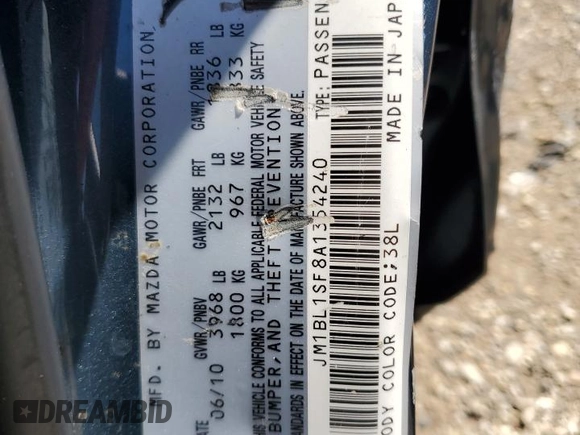 MFD. BY MAZDA MOTOR CORPORATION.
DATE GVWR/PNBV GAWR/PNBE FRT GAWR/PNBE RR
06/10 3968 LB 2132 LB 1836 LB
1800 KG 967 KG 833 KG
THIS VEHICLE CONFORMS TO ALL APPLICABLE FEDERAL MOTOR VEHICLE SAFETY
BUMPER, AND THEFT PREVENTION
STANDARDS IN EFFECT ON THE DATE OF MANUFACTURE SHOWN ABOVE.
JM1BL1SF8A1354240 TYPE: PASSEN
BODY COLOR CODE:38L MADE IN JAP
DREAMBID